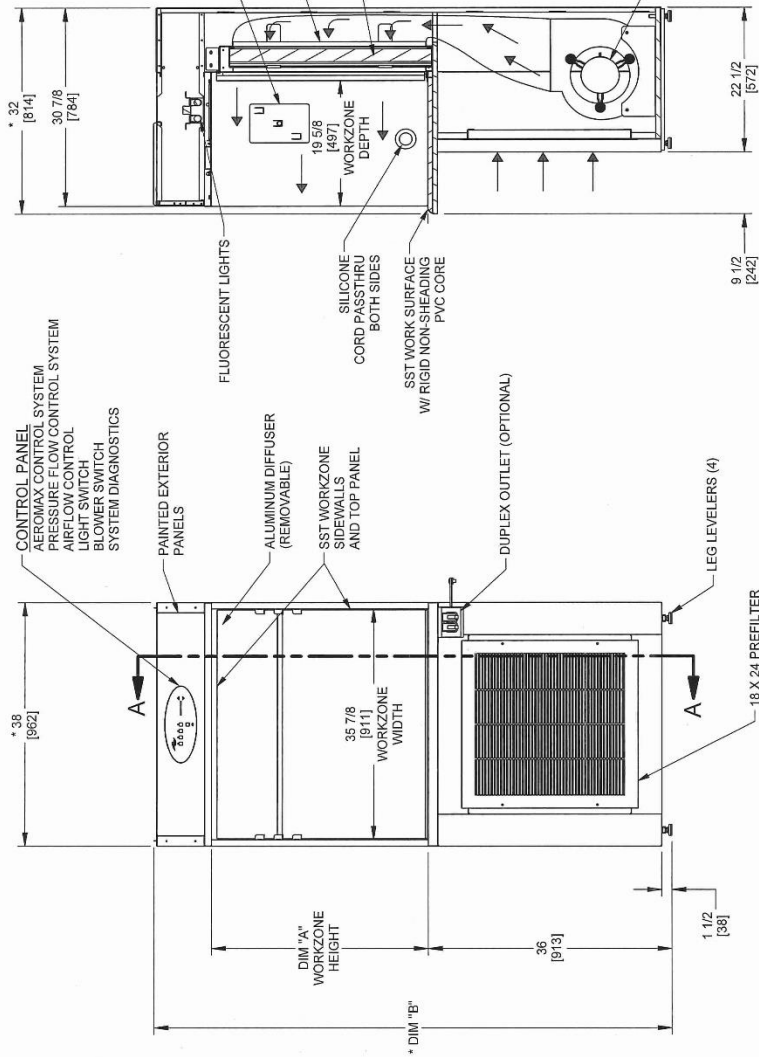 * 38
[962]
CONTROL PANEL
AEROMAX CONTROL SYSTEM
PRESSURE FLOW CONTROL SYSTEM
AIRFLOW CONTROL
LIGHT SWITCH
BLOWER SWITCH
SYSTEM DIAGNOSTICS
PAINTED EXTERIOR
PANELS
ALUMINUM DIFFUSER
(REMOVABLE)
SST WORKZONE
SIDEWALLS
AND TOP PANEL
DUPLEX OUTLET (OPTIONAL)
LEG LEVELERS (4)
18 X 24 PREFILTER
A
A
35 7/8
[911]
WORKZONE
WIDTH
DIM "A"
WORKZONE
HEIGHT
* DIM "B"
36
[913]
1 1/2
[38]
* 32
[814]
30 7/8
[784]
FLUORESCENT LIGHTS
19 5/8
[497]
WORKZONE
DEPTH
SILICONE
CORD PASSTHRU
BOTH SIDES
SST WORK SURFACE
W/ RIGID NON-SHEADING
PVC CORE
9 1/2
[242]
22 1/2
[572]